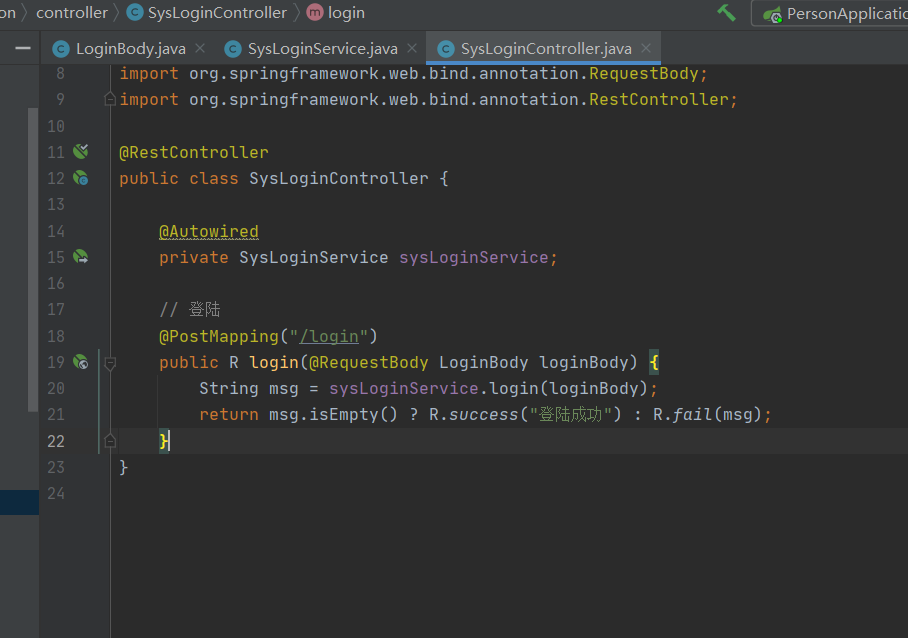 on controller SysLoginController login PersonApplicatio
LoginBody.java SysLoginService.java SysLoginController.java
8 import org.springframework.web.bind.annotation.RequestBody;
9 import org.springframework.web.bind.annotation.RestController;
10
11 @RestController
12 public class SysLoginController {
13
14 @Autowired
15 private SysLoginService sysLoginService;
16
17 // 登陆
18 @PostMapping("/login")
19 public R login(@RequestBody LoginBody loginBody) {
20 String msg = sysLoginService.login(loginBody);
21 return msg.isEmpty() ? R.success("登陆成功") : R.fail(msg);
22 }
23 }
24